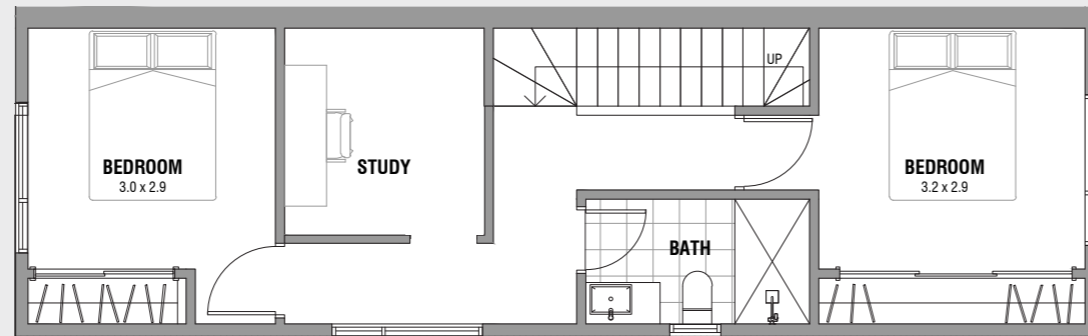 UP
BEDROOM
3.0 x 2.9
STUDY
BEDROOM
3.2 x 2.9
BATH